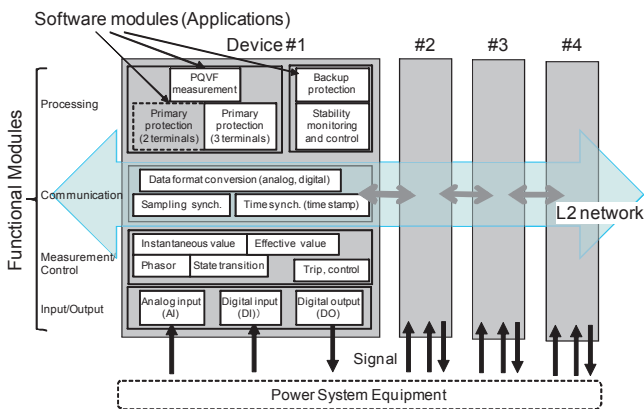 Software modules (Applications)
Device #1
#2
#3
#4
Functional Modules
Processing
PQVF
measurement
Backup
protection
Primary
protection
(2 terminals)
Primary
protection
(3 terminals)
Stability
monitoring
and control
Communication
Data format conversion (analog, digital)
Sampling synch.
Time synch. (time stamp)
L2 network
Measurement/
Control
Instantaneous value
Effective value
Phasor
State transition
Trip, control
Input/Output
Analog input
(AI)
Digital input
(DI))
Digital output
(DO)
Signal
Power System Equipment